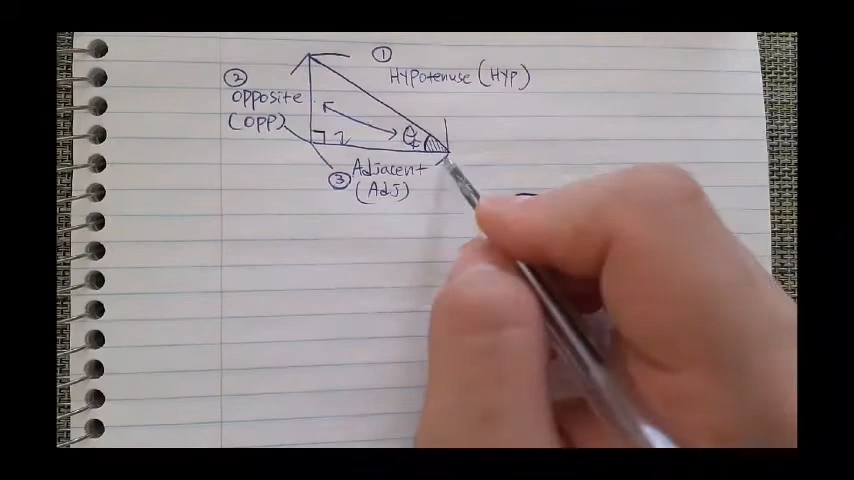 ①
Hypotenuse (HYP)
②
Opposite
(OPP)
θ
③ Adjacent
(Adj)